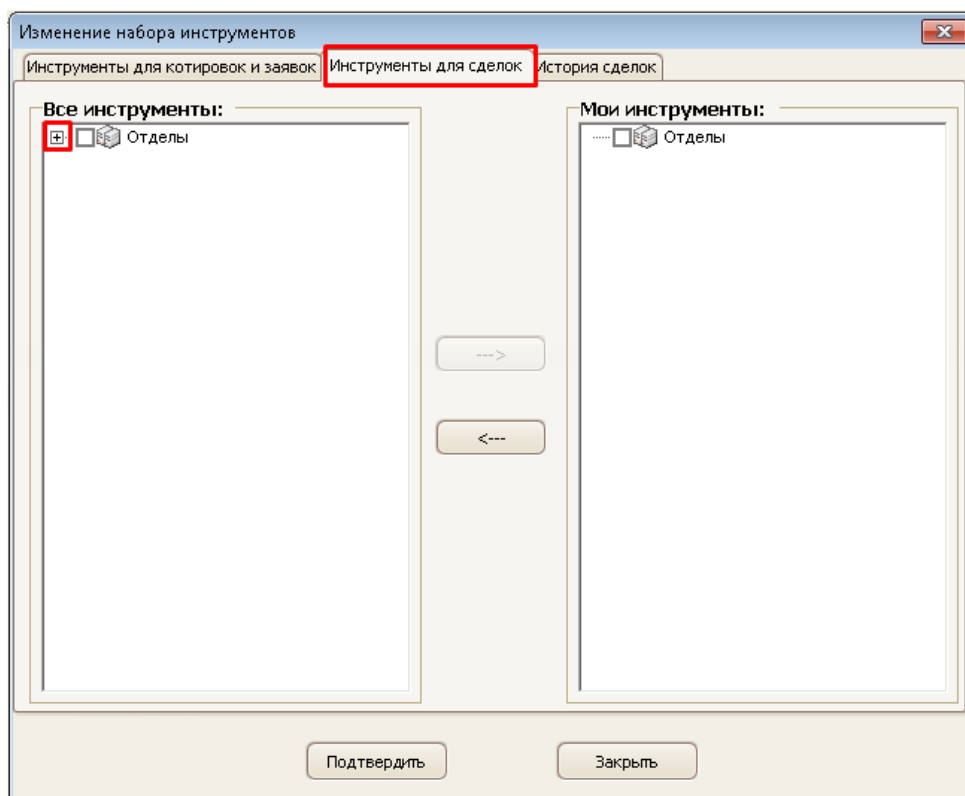 Изменение набора инструментов
Инструменты для котировок и заявок Инструменты для сделок История сделок
Все инструменты: Мои инструменты:
Отделы Отделы
--->
<---
Подтвердить Закрыть